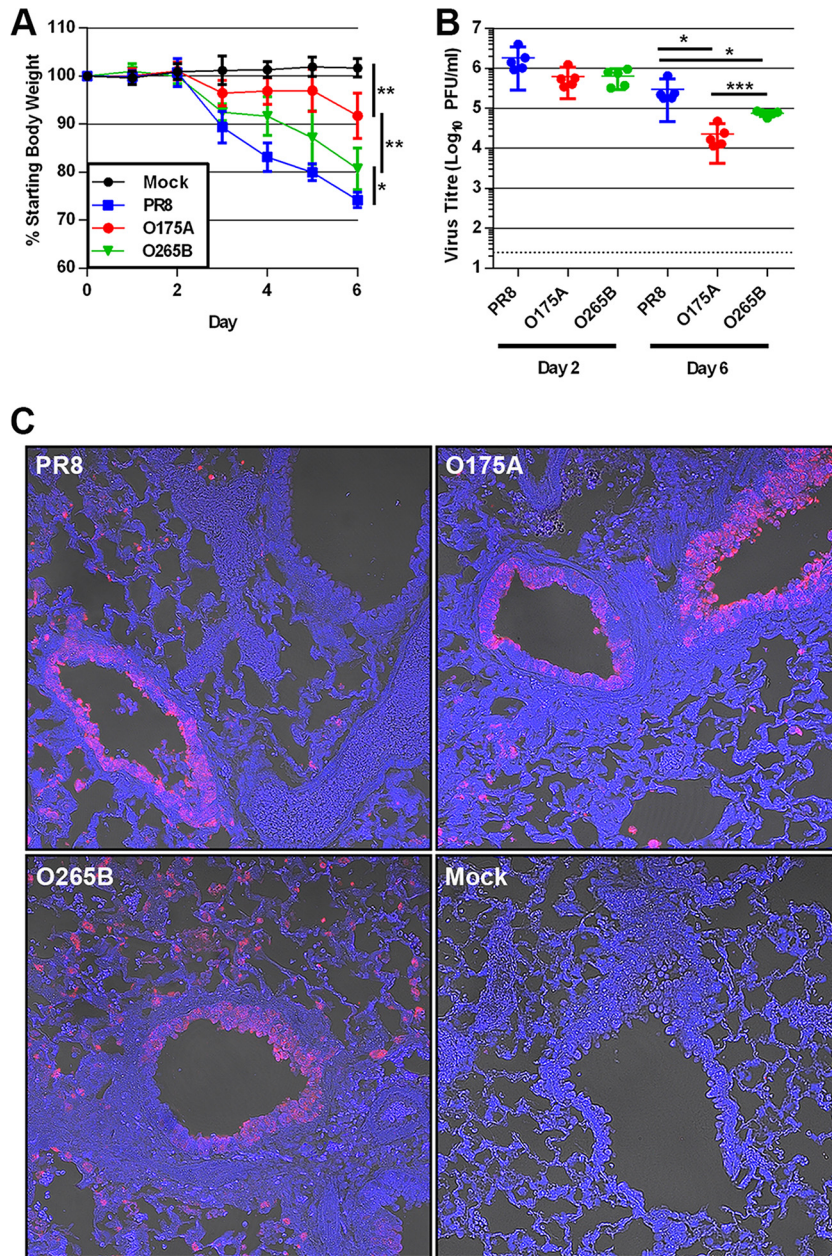 A
110
100
90
80
70
60
% Starting Body Weight
Mock
PR8
O175A
O265B
**
**
*
0 2 4 6
Day
B
7
6
5
4
3
2
1
Virus Titre (Log10 PFU/ml)
* *
***
PR8 O175A O265B PR8 O175A O265B
Day 2 Day 6
C
PR8 O175A
O265B Mock